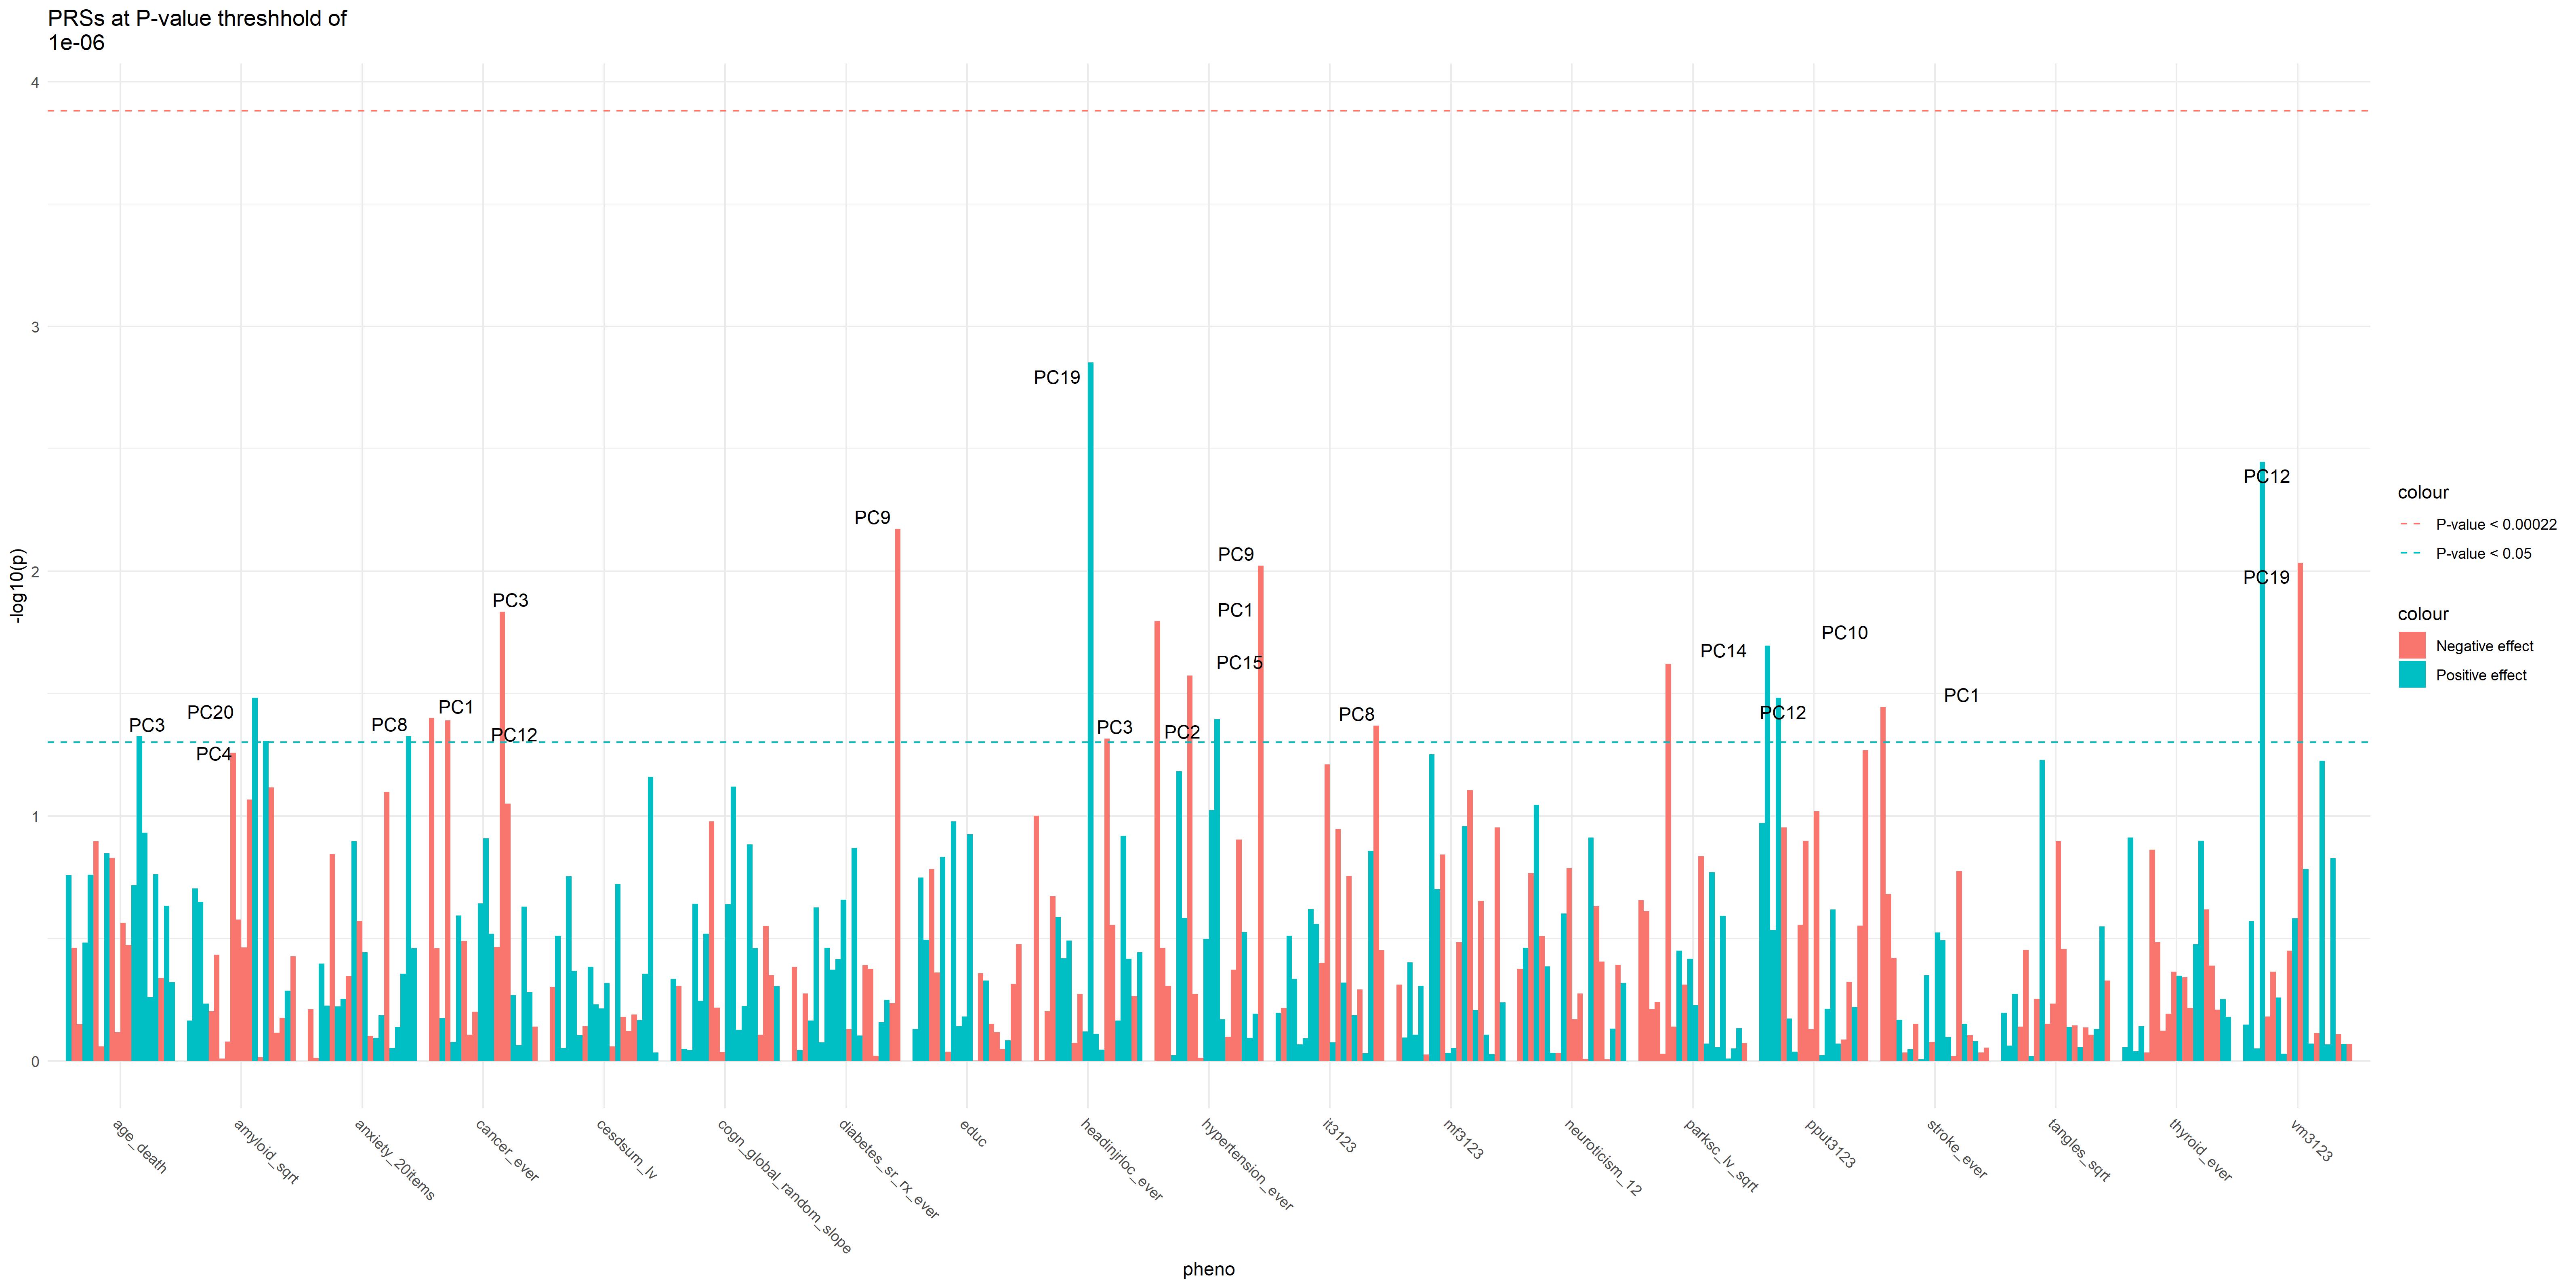 PRSs at P-value threshhold of
1e-06
-log10(p)
4
3
2
1
0
PC3
PC20
PC4
PC8
PC1
PC3
PC12
PC9
PC19
PC3
PC2
PC9
PC1
PC15
PC8
PC14
PC12
PC10
PC1
PC12
PC19
age_death
amyloid_sqrt
anxiety_20items
cancer_ever
cesdsum_lv
cogn_global_random_slope
diabetes_sr_rx_ever
educ
headinjrloc_ever
hypertension_ever
it3123
mf3123
neuroticism_12
parksc_lv_sqrt
pput3123
stroke_ever
tangles_sqrt
thyroid_ever
vm3123
pheno
colour
P-value < 0.00022
P-value < 0.05
colour
Negative effect
Positive effect